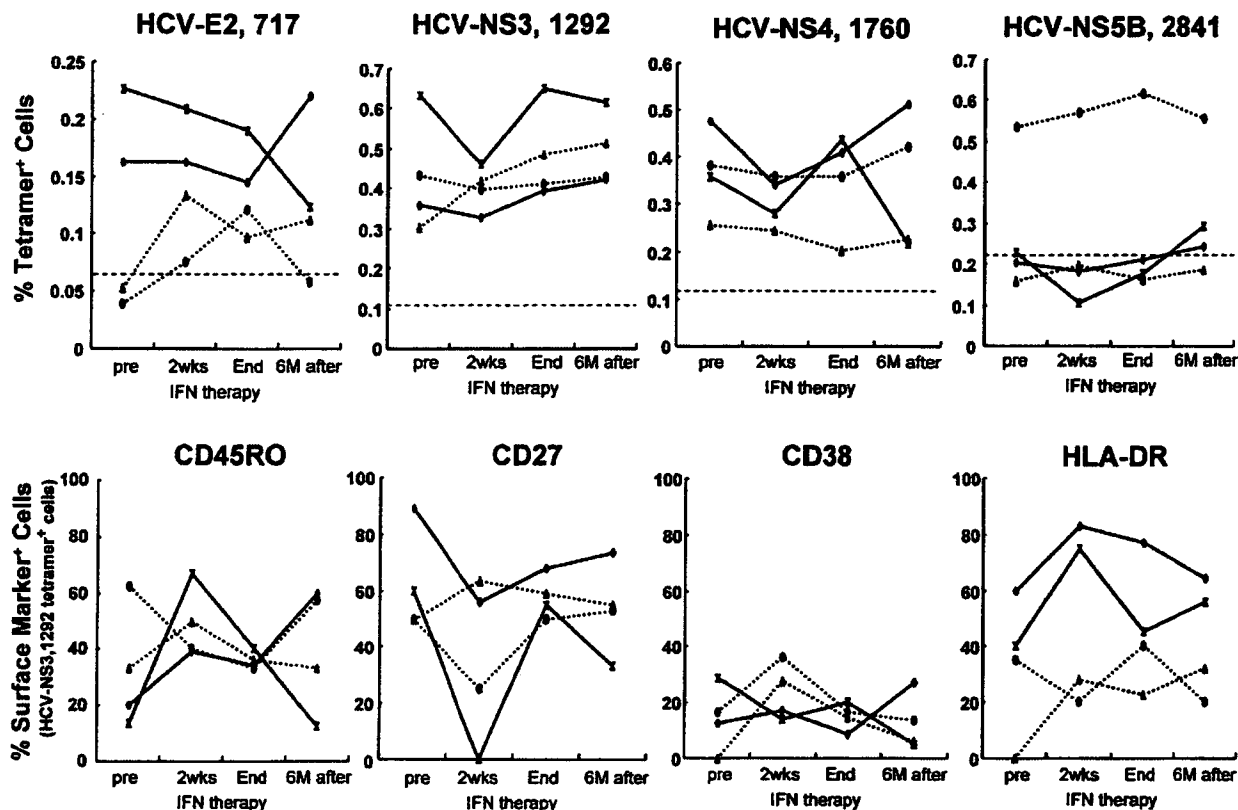 HCV-E2, 717
HCV-NS3, 1292
HCV-NS4, 1760
HCV-NS5B, 2841
% Tetramer⁺ Cells
0.25
0.2
0.15
0.1
0.05
0
pre 2wks End 6M after
IFN therapy
0.7
0.6
0.5
0.4
0.3
0.2
0.1
0
pre 2wks End 6M after
IFN therapy
0.6
0.5
0.4
0.3
0.2
0.1
0
pre 2wks End 6M after
IFN therapy
0.7
0.6
0.5
0.4
0.3
0.2
0.1
0
pre 2wks End 6M after
IFN therapy
CD45RO
CD27
CD38
HLA-DR
% Surface Marker⁺ Cells
(HCV-NS3,1292 tetramer⁺ cells)
100
80
60
40
20
0
pre 2wks End 6M after
IFN therapy
100
80
60
40
20
0
pre 2wks End 6M after
IFN therapy
100
80
60
40
20
0
pre 2wks End 6M after
IFN therapy
100
80
60
40
20
0
pre 2wks End 6M after
IFN therapy